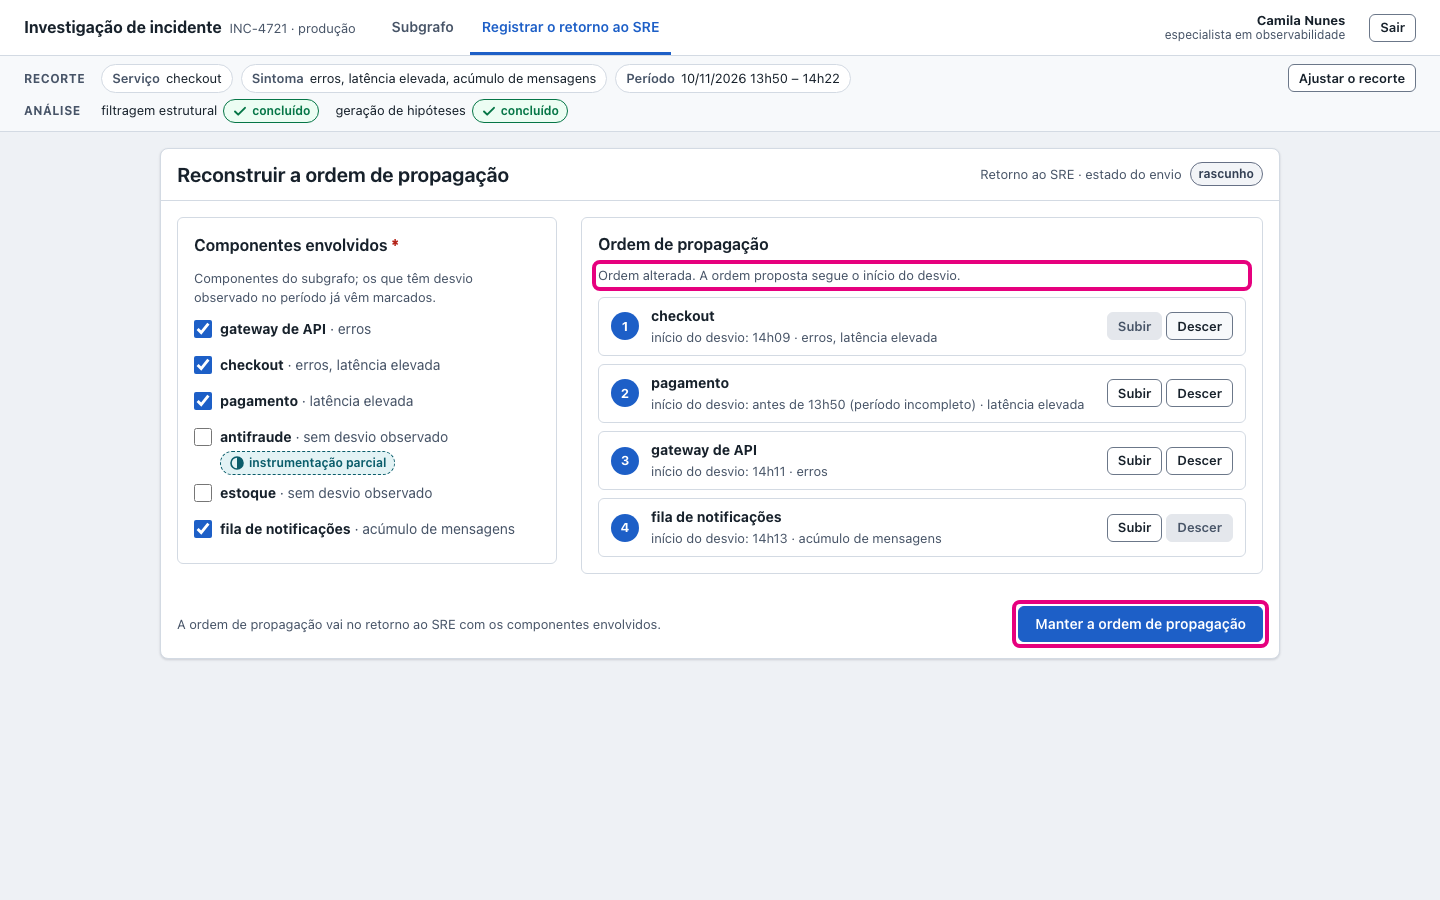 Investigação de incidente INC-4721 · produção
Subgrafo
Registrar o retorno ao SRE
Camila Nunes
especialista em observabilidade
Sair
RECORTE Serviço checkout Sintoma erros, latência elevada, acúmulo de mensagens Período 10/11/2026 13h50 – 14h22 Ajustar o recorte
ANÁLISE filtragem estrutural concluído geração de hipóteses concluído
Reconstruir a ordem de propagação
Retorno ao SRE · estado do envio rascunho
Componentes envolvidos *
Componentes do subgrafo; os que têm desvio
observado no período já vêm marcados.
gateway de API · erros
checkout · erros, latência elevada
pagamento · latência elevada
antifraude · sem desvio observado
instrumentação parcial
estoque · sem desvio observado
fila de notificações · acúmulo de mensagens
Ordem de propagação
Ordem alterada. A ordem proposta segue o início do desvio.
1 checkout
início do desvio: 14h09 · erros, latência elevada
Subir Descer
2 pagamento
início do desvio: antes de 13h50 (período incompleto) · latência elevada
Subir Descer
3 gateway de API
início do desvio: 14h11 · erros
Subir Descer
4 fila de notificações
início do desvio: 14h13 · acúmulo de mensagens
Subir Descer
A ordem de propagação vai no retorno ao SRE com os componentes envolvidos.
Manter a ordem de propagação